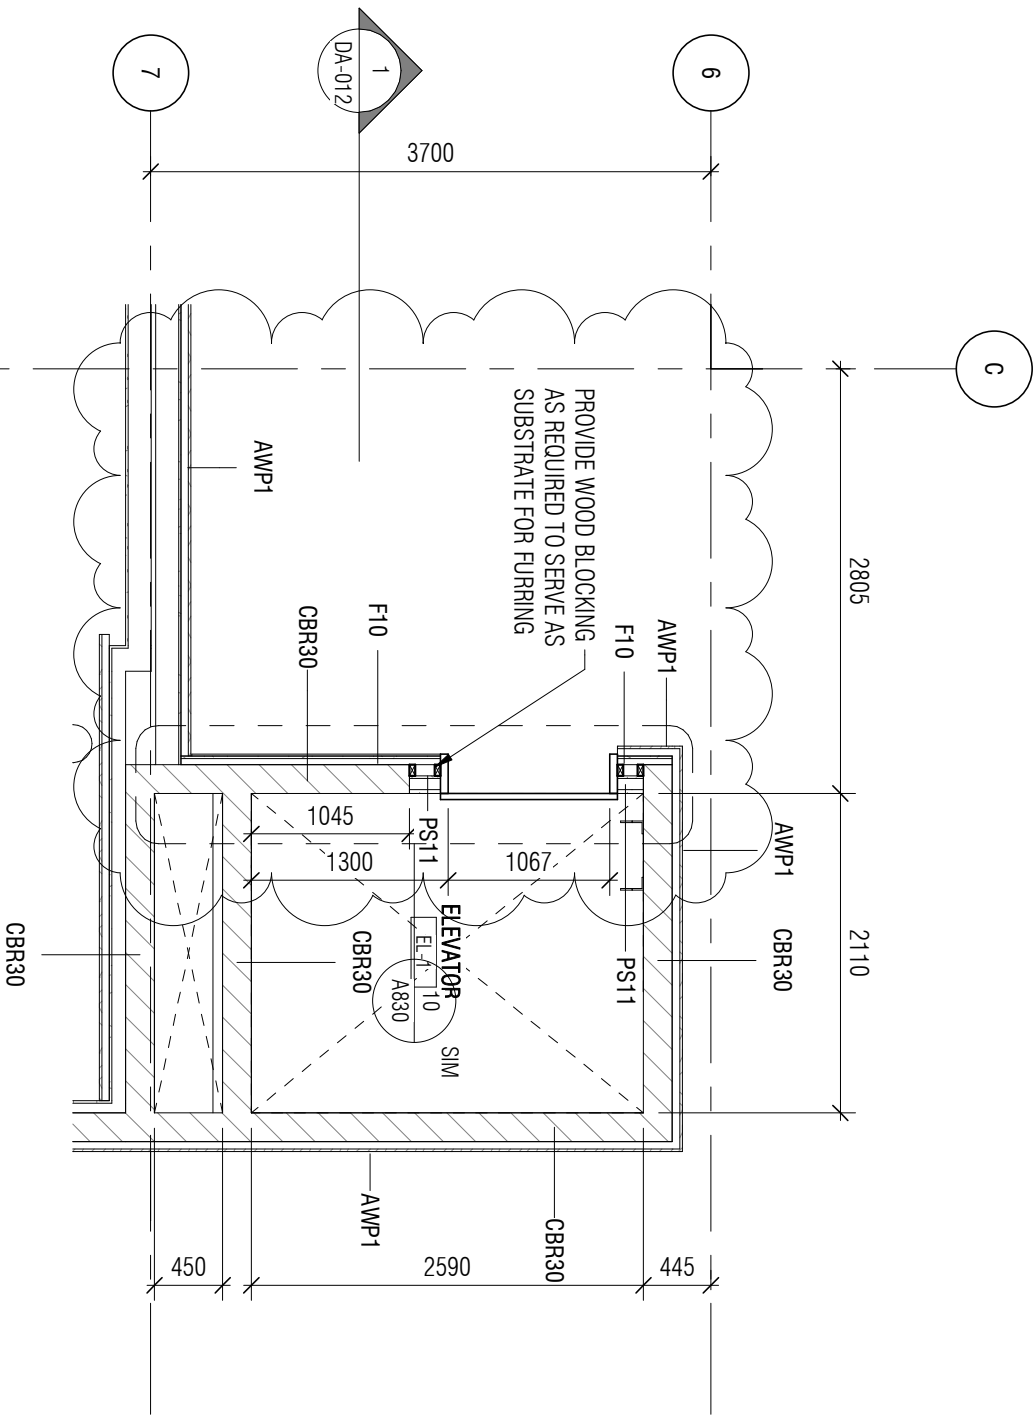 7
1
DA-012
6
3700
C
2805
2110
PROVIDE WOOD BLOCKING
AS REQUIRED TO SERVE AS
SUBSTRATE FOR FURRING
AWP1
F10
AWP1
F10
CBR30
AWP1
CBR30
1045
PS11
1300
1067
PS11
ELEVATOR
EL-1
10
A830
SIM
CBR30
CBR30
AWP1
CBR30
450
2590
445